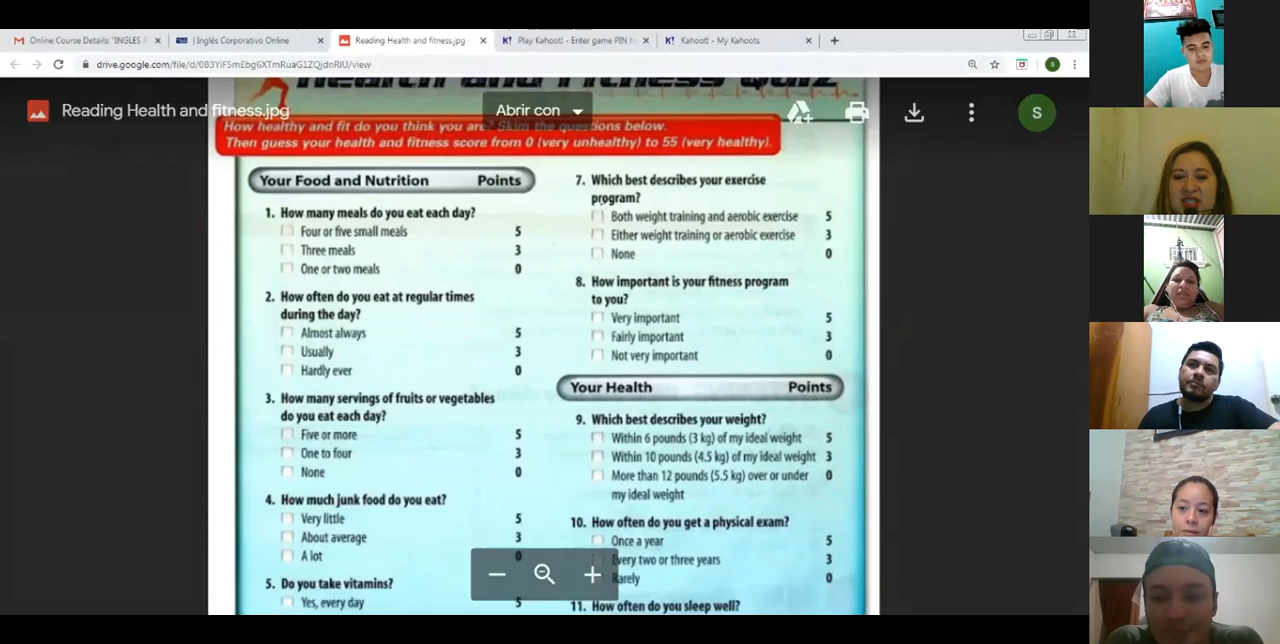 Online Course Details: "INGLES F
Inglés Corporativo Online
Reading Health and fitness.jpg -
Play Kahoot! - Enter game PIN
Kahoot! - My Kahoots
drive.google.com/file/d/0B3YiF5mEbg6XTmRuaG1ZQjdnRlU/view
Health and Fitness Quiz
Reading Health and fitness.jpg
Abrir con
S
How healthy and fit do you think you are? Skim the questions below.
Then guess your health and fitness score from 0 (very unhealthy) to 55 (very healthy).
Your Food and Nutrition Points
1. How many meals do you eat each day?
Four or five small meals 5
Three meals 3
One or two meals 0
2. How often do you eat at regular times
during the day?
Almost always 5
Usually 3
Hardly ever 0
3. How many servings of fruits or vegetables
do you eat each day?
Five or more 5
One to four 3
None 0
4. How much junk food do you eat?
Very little 5
About average 3
A lot 0
5. Do you take vitamins?
Yes, every day 5
7. Which best describes your exercise
program?
Both weight training and aerobic exercise 5
Either weight training or aerobic exercise 3
None 0
8. How important is your fitness program
to you?
Very important 5
Fairly important 3
Not very important 0
Your Health Points
9. Which best describes your weight?
Within 6 pounds (3 kg) of my ideal weight 5
Within 10 pounds (4.5 kg) of my ideal weight 3
More than 12 pounds (5.5 kg) over or under 0
my ideal weight
10. How often do you get a physical exam?
Once a year 5
Every two or three years 3
Rarely 0
11. How often do you sleep well?